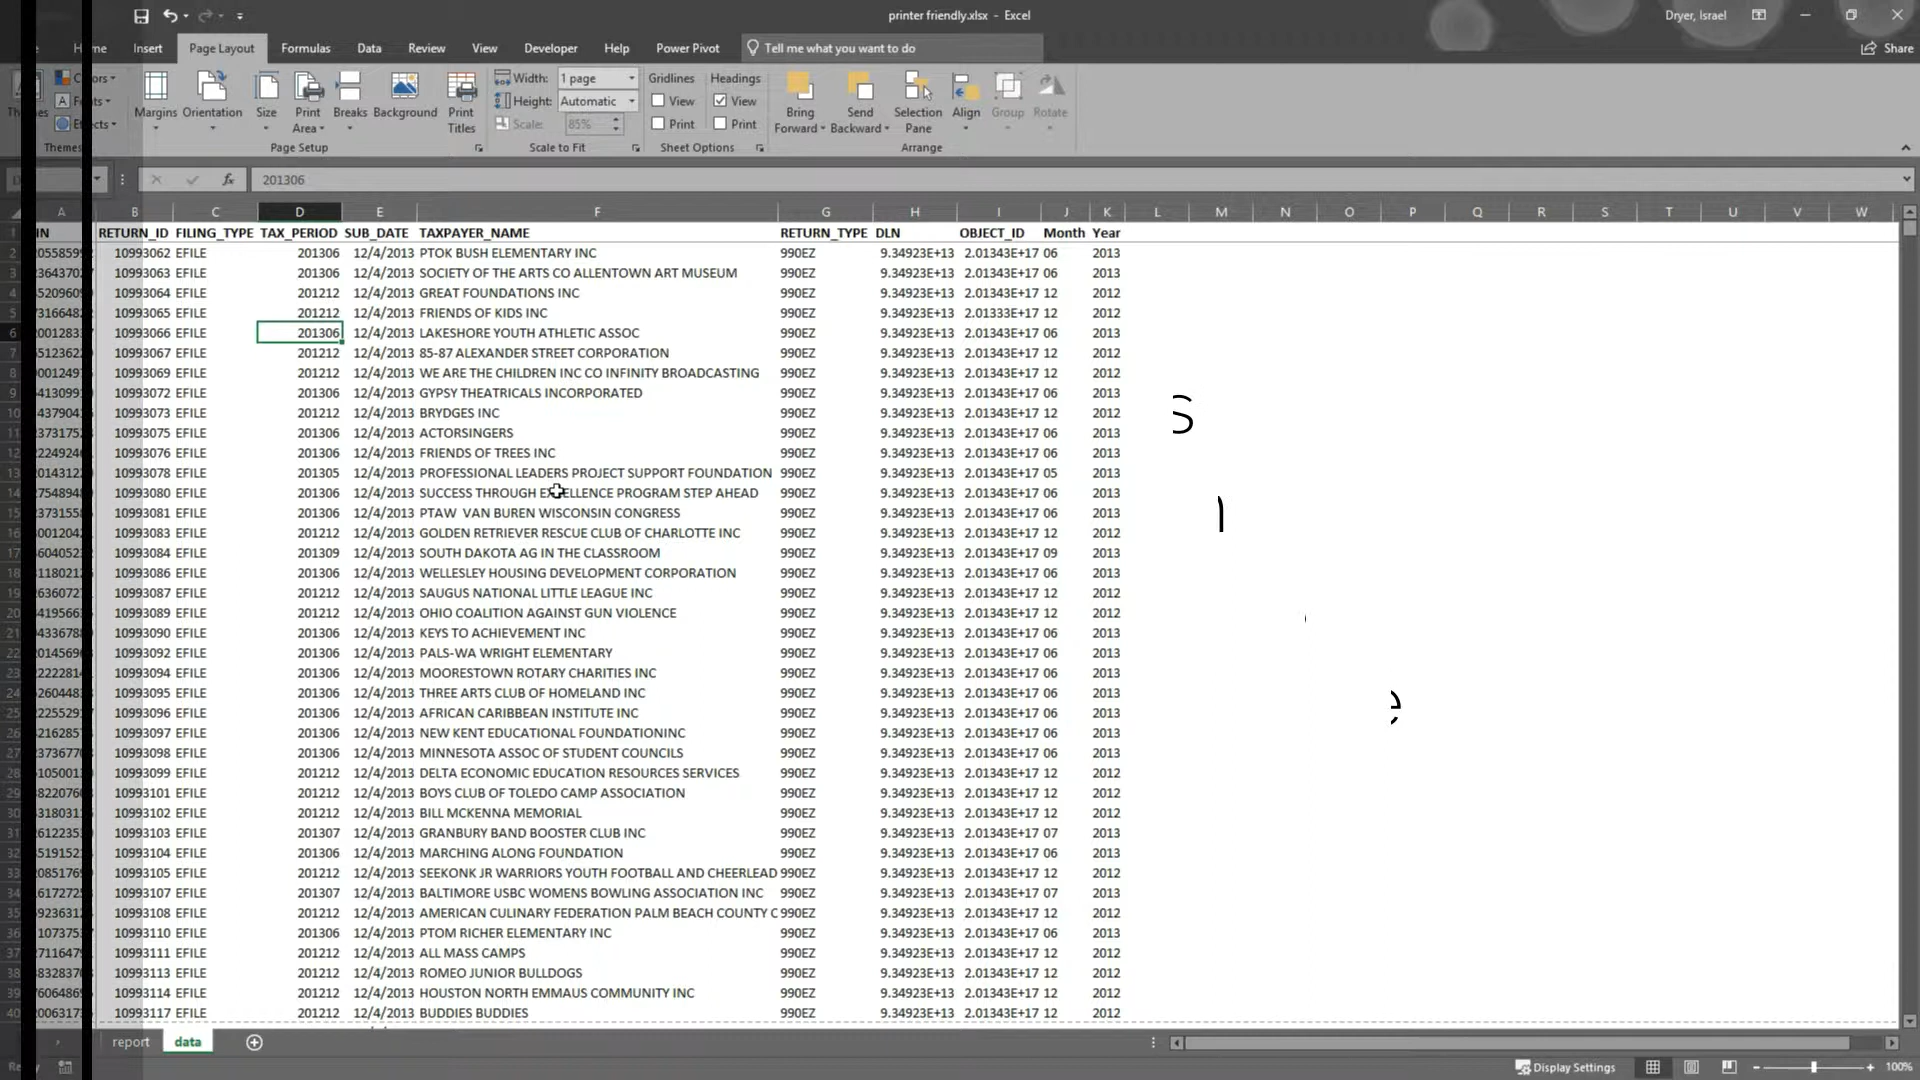 printer friendly.xlsx - Excel
Dryer, Israel
Insert Page Layout Formulas Data Review View Developer Help Power Pivot Tell me what you want to do Share
Margins Orientation Size Print Area Breaks Background Print Titles
Width: 1 page
Height: Automatic
Scale: 85%
Gridlines Headings
View View
Print Print
Bring Forward Send Backward Selection Pane Align Group Rotate
Page Setup Scale to Fit Sheet Options Arrange
fx 201306
A B C D E F G H I J K L M N O P Q R S T U V W
RETURN_ID FILING_TYPE TAX_PERIOD SUB_DATE TAXPAYER_NAME RETURN_TYPE DLN OBJECT_ID Month Year
10993062 EFILE 201306 12/4/2013 PTOK BUSH ELEMENTARY INC 990EZ 9.34923E+13 2.01343E+17 06 2013
10993063 EFILE 201306 12/4/2013 SOCIETY OF THE ARTS CO ALLENTOWN ART MUSEUM 990EZ 9.34923E+13 2.01343E+17 06 2013
10993064 EFILE 201212 12/4/2013 GREAT FOUNDATIONS INC 990EZ 9.34923E+13 2.01343E+17 12 2012
10993065 EFILE 201212 12/4/2013 FRIENDS OF KIDS INC 990EZ 9.34923E+13 2.01333E+17 12 2012
10993066 EFILE 201306 12/4/2013 LAKESHORE YOUTH ATHLETIC ASSOC 990EZ 9.34923E+13 2.01343E+17 06 2013
10993067 EFILE 201212 12/4/2013 85-87 ALEXANDER STREET CORPORATION 990EZ 9.34923E+13 2.01343E+17 12 2012
10993069 EFILE 201212 12/4/2013 WE ARE THE CHILDREN INC CO INFINITY BROADCASTING 990EZ 9.34923E+13 2.01343E+17 12 2012
10993072 EFILE 201306 12/4/2013 GYPSY THEATRICALS INCORPORATED 990EZ 9.34923E+13 2.01343E+17 06 2013
10993073 EFILE 201212 12/4/2013 BRYDGES INC 990EZ 9.34923E+13 2.01343E+17 12 2012
10993075 EFILE 201306 12/4/2013 ACTORSINGERS 990EZ 9.34923E+13 2.01343E+17 06 2013
10993076 EFILE 201306 12/4/2013 FRIENDS OF TREES INC 990EZ 9.34923E+13 2.01343E+17 06 2013
10993078 EFILE 201305 12/4/2013 PROFESSIONAL LEADERS PROJECT SUPPORT FOUNDATION 990EZ 9.34923E+13 2.01343E+17 05 2013
10993080 EFILE 201306 12/4/2013 SUCCESS THROUGH EXCELLENCE PROGRAM STEP AHEAD 990EZ 9.34923E+13 2.01343E+17 06 2013
10993081 EFILE 201306 12/4/2013 PTAW VAN BUREN WISCONSIN CONGRESS 990EZ 9.34923E+13 2.01343E+17 06 2013
10993083 EFILE 201212 12/4/2013 GOLDEN RETRIEVER RESCUE CLUB OF CHARLOTTE INC 990EZ 9.34923E+13 2.01343E+17 12 2012
10993084 EFILE 201309 12/4/2013 SOUTH DAKOTA AG IN THE CLASSROOM 990EZ 9.34923E+13 2.01343E+17 09 2013
10993086 EFILE 201306 12/4/2013 WELLESLEY HOUSING DEVELOPMENT CORPORATION 990EZ 9.34923E+13 2.01343E+17 06 2013
10993087 EFILE 201212 12/4/2013 SAUGUS NATIONAL LITTLE LEAGUE INC 990EZ 9.34923E+13 2.01343E+17 12 2012
10993089 EFILE 201212 12/4/2013 OHIO COALITION AGAINST GUN VIOLENCE 990EZ 9.34923E+13 2.01343E+17 12 2012
10993090 EFILE 201306 12/4/2013 KEYS TO ACHIEVEMENT INC 990EZ 9.34923E+13 2.01343E+17 06 2013
10993092 EFILE 201306 12/4/2013 PALS-WA WRIGHT ELEMENTARY 990EZ 9.34923E+13 2.01343E+17 06 2013
10993094 EFILE 201306 12/4/2013 MOORESTOWN ROTARY CHARITIES INC 990EZ 9.34923E+13 2.01343E+17 06 2013
10993095 EFILE 201306 12/4/2013 THREE ARTS CLUB OF HOMELAND INC 990EZ 9.34923E+13 2.01343E+17 06 2013
10993096 EFILE 201306 12/4/2013 AFRICAN CARIBBEAN INSTITUTE INC 990EZ 9.34923E+13 2.01343E+17 06 2013
10993097 EFILE 201306 12/4/2013 NEW KENT EDUCATIONAL FOUNDATIONINC 990EZ 9.34923E+13 2.01343E+17 06 2013
10993098 EFILE 201306 12/4/2013 MINNESOTA ASSOC OF STUDENT COUNCILS 990EZ 9.34923E+13 2.01343E+17 06 2013
10993099 EFILE 201212 12/4/2013 DELTA ECONOMIC EDUCATION RESOURCES SERVICES 990EZ 9.34923E+13 2.01343E+17 12 2012
10993101 EFILE 201212 12/4/2013 BOYS CLUB OF TOLEDO CAMP ASSOCIATION 990EZ 9.34923E+13 2.01343E+17 12 2012
10993102 EFILE 201212 12/4/2013 BILL MCKENNA MEMORIAL 990EZ 9.34923E+13 2.01343E+17 12 2012
10993103 EFILE 201307 12/4/2013 GRANBURY BAND BOOSTER CLUB INC 990EZ 9.34923E+13 2.01343E+17 07 2013
10993104 EFILE 201306 12/4/2013 MARCHING ALONG FOUNDATION 990EZ 9.34923E+13 2.01343E+17 06 2013
10993105 EFILE 201212 12/4/2013 SEEKONK JR WARRIORS YOUTH FOOTBALL AND CHEERLEAD 990EZ 9.34923E+13 2.01343E+17 12 2012
10993107 EFILE 201307 12/4/2013 BALTIMORE USBC WOMENS BOWLING ASSOCIATION INC 990EZ 9.34923E+13 2.01343E+17 07 2013
10993108 EFILE 201212 12/4/2013 AMERICAN CULINARY FEDERATION PALM BEACH COUNTY C 990EZ 9.34923E+13 2.01343E+17 12 2012
10993110 EFILE 201306 12/4/2013 PTOM RICHER ELEMENTARY INC 990EZ 9.34923E+13 2.01343E+17 06 2013
10993111 EFILE 201212 12/4/2013 ALL MASS CAMPS 990EZ 9.34923E+13 2.01343E+17 12 2012
10993113 EFILE 201212 12/4/2013 ROMEO JUNIOR BULLDOGS 990EZ 9.34923E+13 2.01343E+17 12 2012
10993114 EFILE 201212 12/4/2013 HOUSTON NORTH EMMAUS COMMUNITY INC 990EZ 9.34923E+13 2.01343E+17 12 2012
10993117 EFILE 201212 12/4/2013 BUDDIES BUDDIES 990EZ 9.34923E+13 2.01343E+17 12 2012
report data
Display Settings 100%